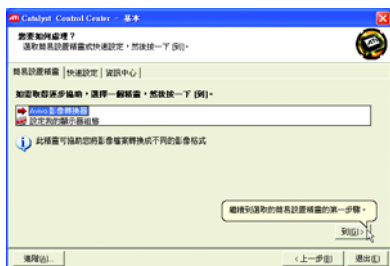 ATI Catalyst Control Center - 基本
您要如何處理？
選取簡易設置精靈或快速設定，然後按一下 [到]。
簡易設置精靈 快速設定 資訊中心
如您取得逐步協助，選擇一個精靈，然後按一下 [到]。
Avivo 影像轉換器
設定我的顯示器組態
此精靈可協助您將影像檔案轉換成不同的影像格式
繼續到選取的簡易設置精靈的第一步驟。
到(G)>
進階(A)...
<上一步(B)
退出(E)